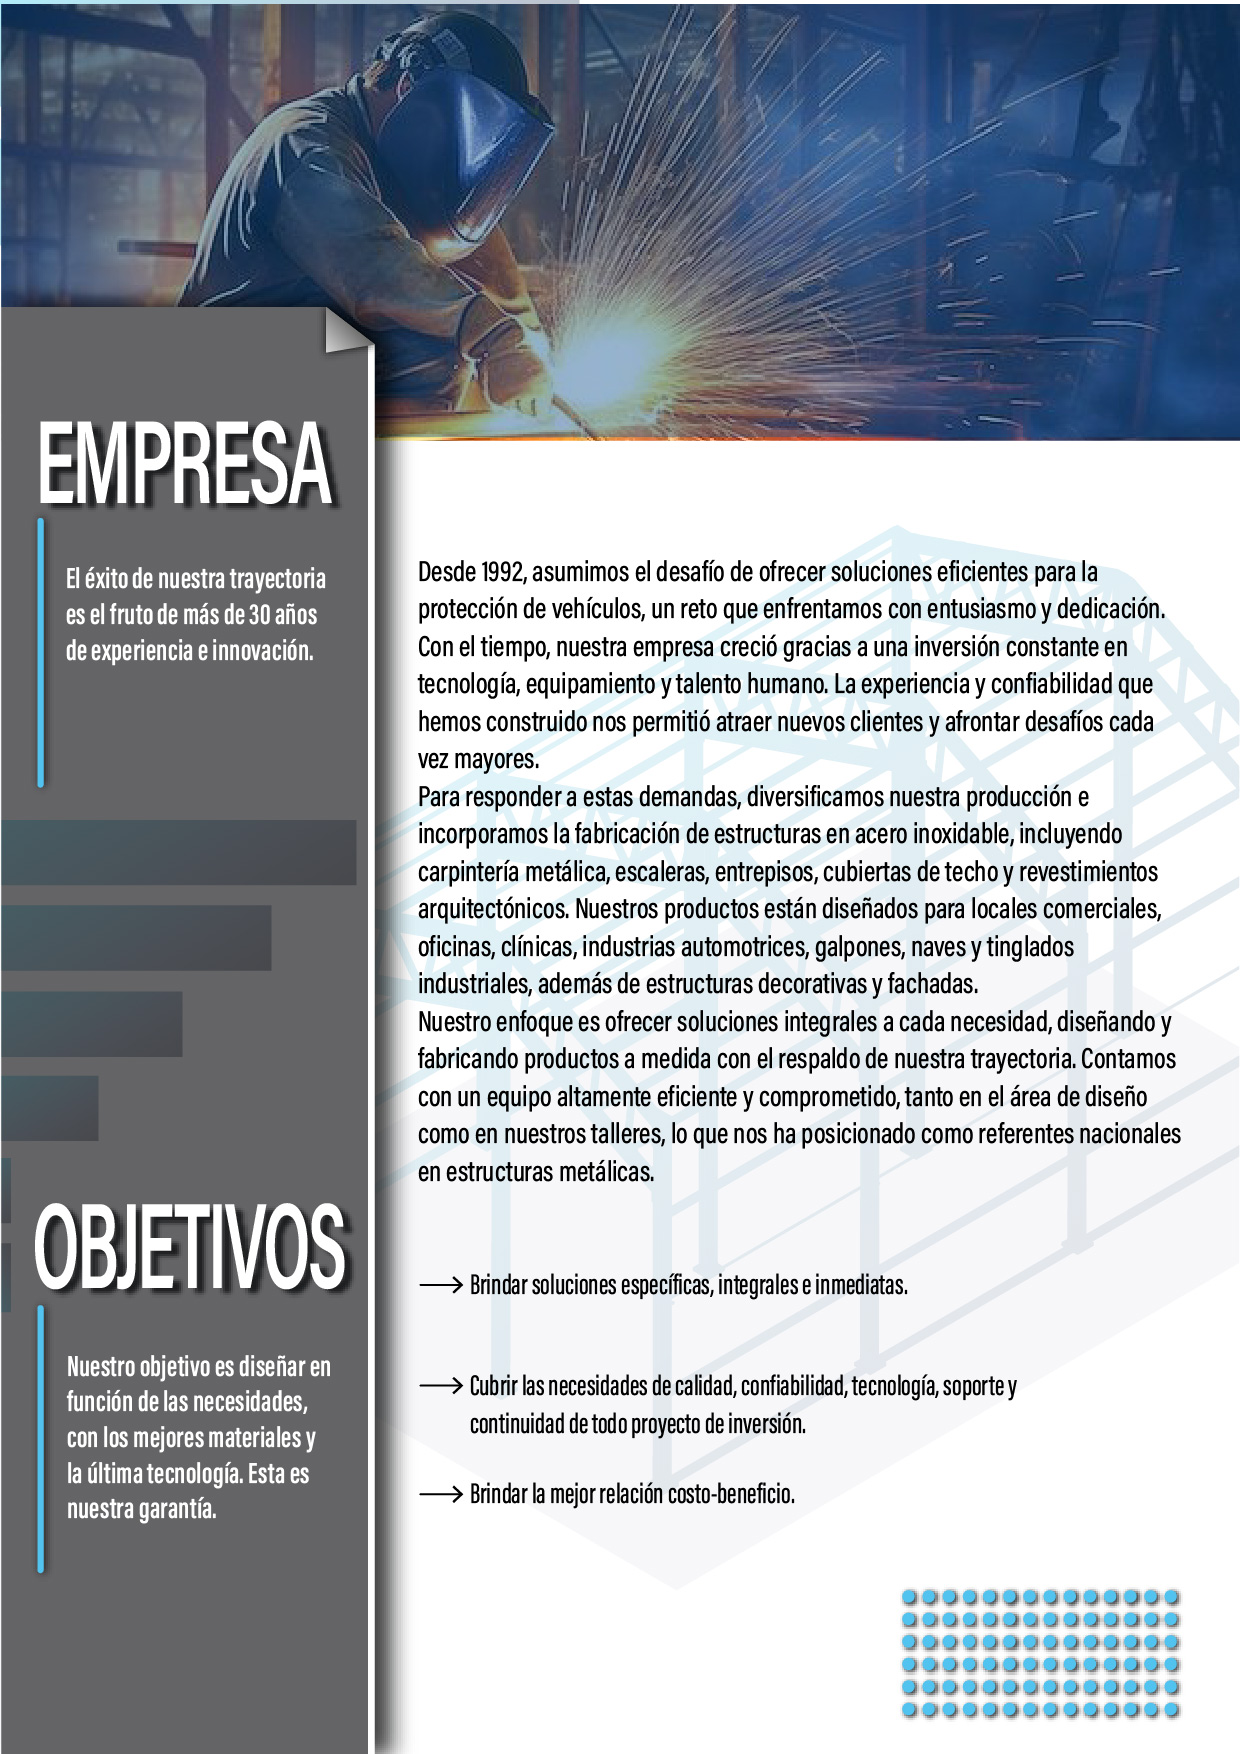 EMPRESA
El éxito de nuestra trayectoria
es el fruto de más de 30 años
de experiencia e innovación.
Desde 1992, asumimos el desafío de ofrecer soluciones eficientes para la
protección de vehículos, un reto que enfrentamos con entusiasmo y dedicación.
Con el tiempo, nuestra empresa creció gracias a una inversión constante en
tecnología, equipamiento y talento humano. La experiencia y confiabilidad que
hemos construido nos permitió atraer nuevos clientes y afrontar desafíos cada
vez mayores.
Para responder a estas demandas, diversificamos nuestra producción e
incorporamos la fabricación de estructuras en acero inoxidable, incluyendo
carpintería metálica, escaleras, entrepisos, cubiertas de techo y revestimientos
arquitectónicos. Nuestros productos están diseñados para locales comerciales,
oficinas, clínicas, industrias automotrices, galpones, naves y tinglados
industriales, además de estructuras decorativas y fachadas.
Nuestro enfoque es ofrecer soluciones integrales a cada necesidad, diseñando y
fabricando productos a medida con el respaldo de nuestra trayectoria. Contamos
con un equipo altamente eficiente y comprometido, tanto en el área de diseño
como en nuestros talleres, lo que nos ha posicionado como referentes nacionales
en estructuras metálicas.
OBJETIVOS
Nuestro objetivo es diseñar en
función de las necesidades,
con los mejores materiales y
la última tecnología. Esta es
nuestra garantía.
Brindar soluciones específicas, integrales e inmediatas.
Cubrir las necesidades de calidad, confiabilidad, tecnología, soporte y
continuidad de todo proyecto de inversión.
Brindar la mejor relación costo-beneficio.